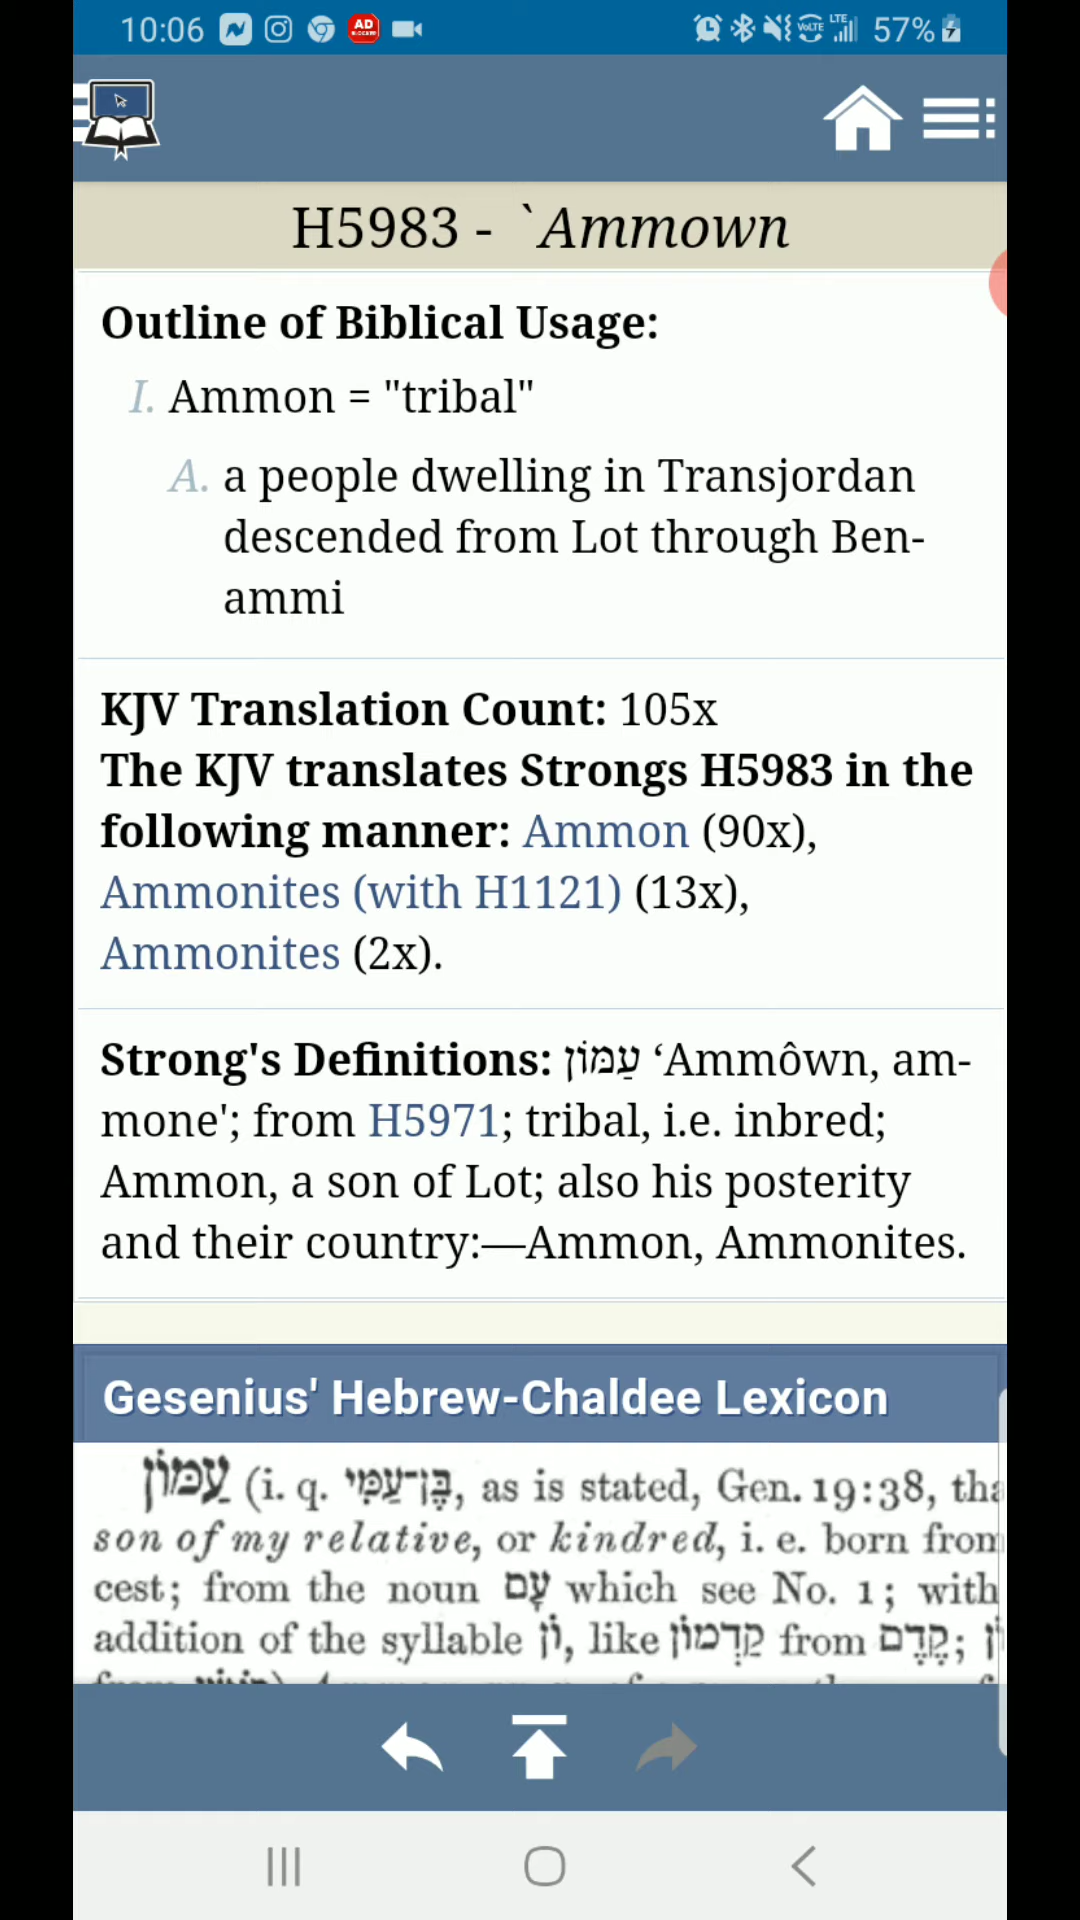 10:06 AD BLOCKER VoLTE LTE 57%
H5983 - `Ammown
Outline of Biblical Usage:
I. Ammon = "tribal"
A. a people dwelling in Transjordan
descended from Lot through Ben-
ammi
KJV Translation Count: 105x
The KJV translates Strongs H5983 in the
following manner: Ammon (90x),
Ammonites (with H1121) (13x),
Ammonites (2x).
Strong's Definitions: עַמּוֹן ‘Ammôwn, am-
mone'; from H5971; tribal, i.e. inbred;
Ammon, a son of Lot; also his posterity
and their country:—Ammon, Ammonites.
Gesenius' Hebrew-Chaldee Lexicon
עַמּוֹן (i. q. בֶּן־עַמִּי, as is stated, Gen. 19:38, tha
son of my relative, or kindred, i. e. born from
cest; from the noun עָם which see No. 1; with
addition of the syllable וֹן, like קַדְמוֹן from קֶדֶם;